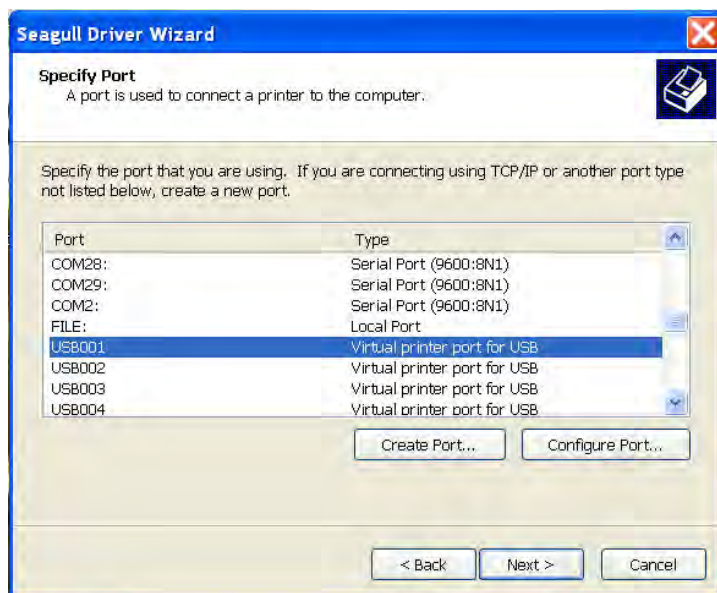 Seagull Driver Wizard
Specify Port
A port is used to connect a printer to the computer.
Specify the port that you are using. If you are connecting using TCP/IP or another port type
not listed below, create a new port.
Port Type
COM28: Serial Port (9600:8N1)
COM29: Serial Port (9600:8N1)
COM2: Serial Port (9600:8N1)
FILE: Local Port
USB001 Virtual printer port for USB
USB002 Virtual printer port for USB
USB003 Virtual printer port for USB
USB004 Virtual printer port for USB
Create Port... Configure Port...
< Back Next > Cancel